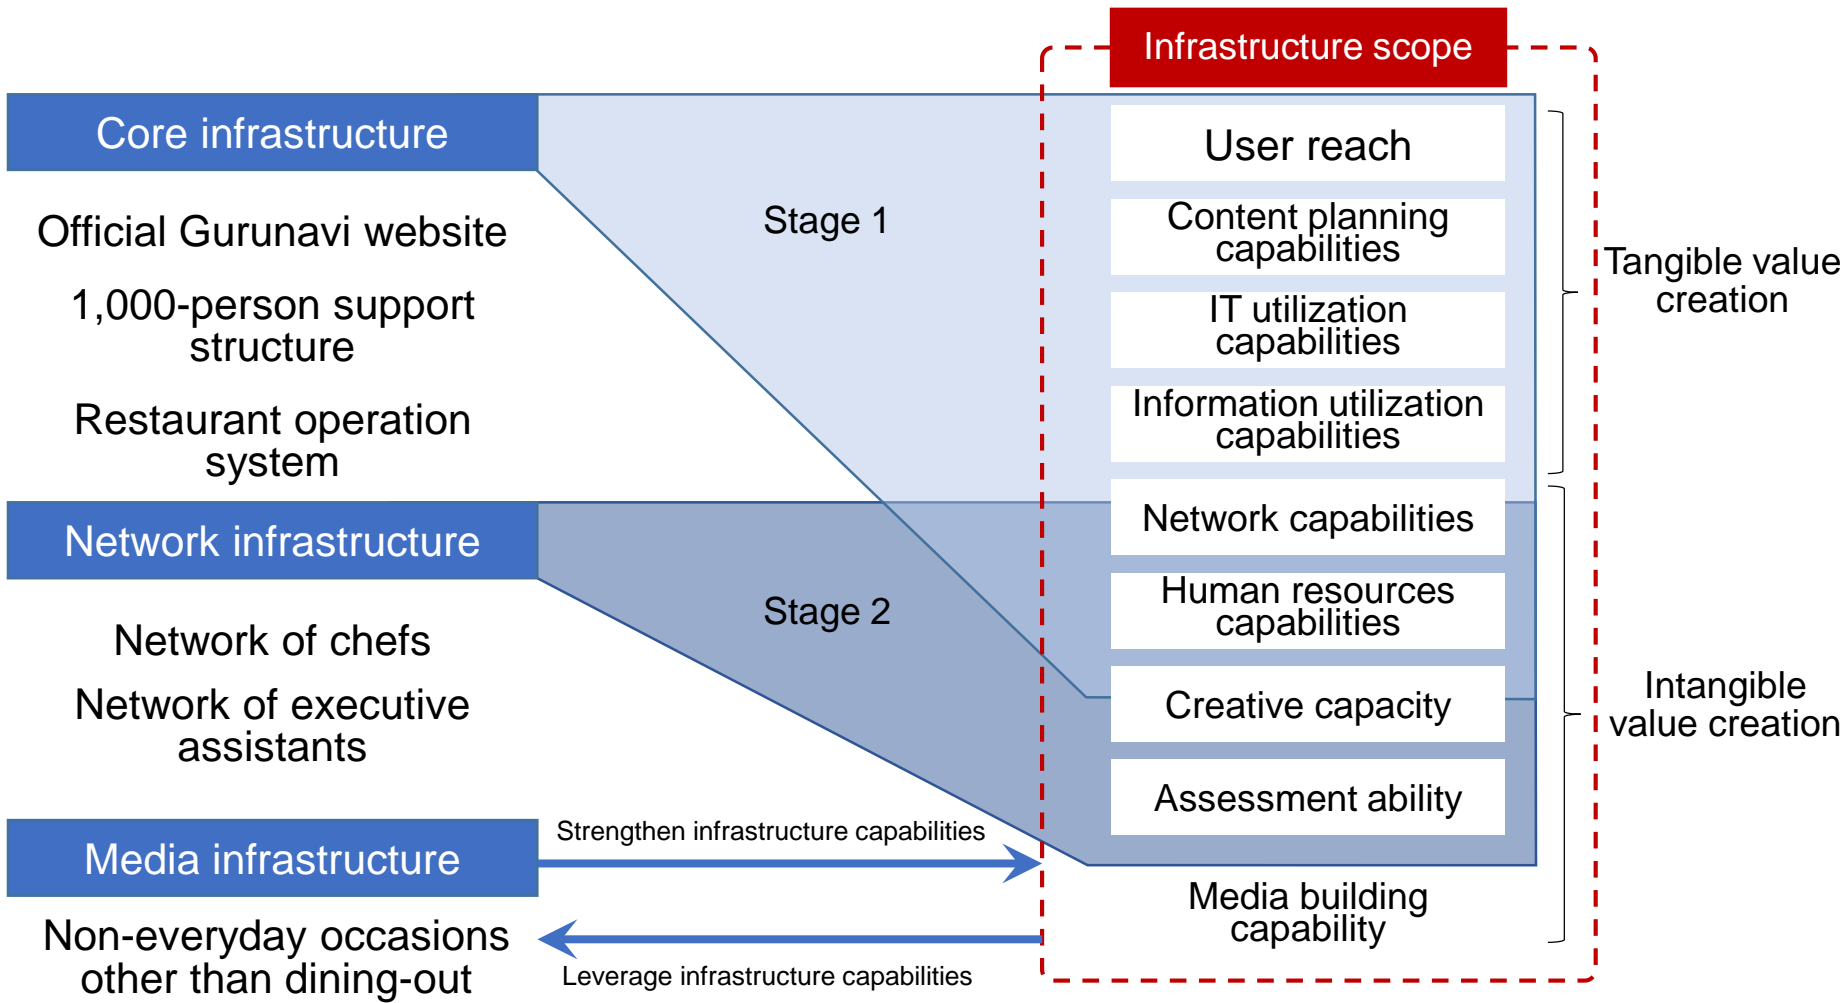 Infrastructure scope
Core infrastructure
Official Gurunavi website
1,000-person support
structure
Restaurant operation
system
Network infrastructure
Network of chefs
Network of executive
assistants
Media infrastructure
Non-everyday occasions
other than dining-out
Stage 1
Stage 2
Strengthen infrastructure capabilities
Leverage infrastructure capabilities
User reach
Content planning
capabilities
IT utilization
capabilities
Information utilization
capabilities
Network capabilities
Human resources
capabilities
Creative capacity
Assessment ability
Media building
capability
Tangible value
creation
Intangible
value creation